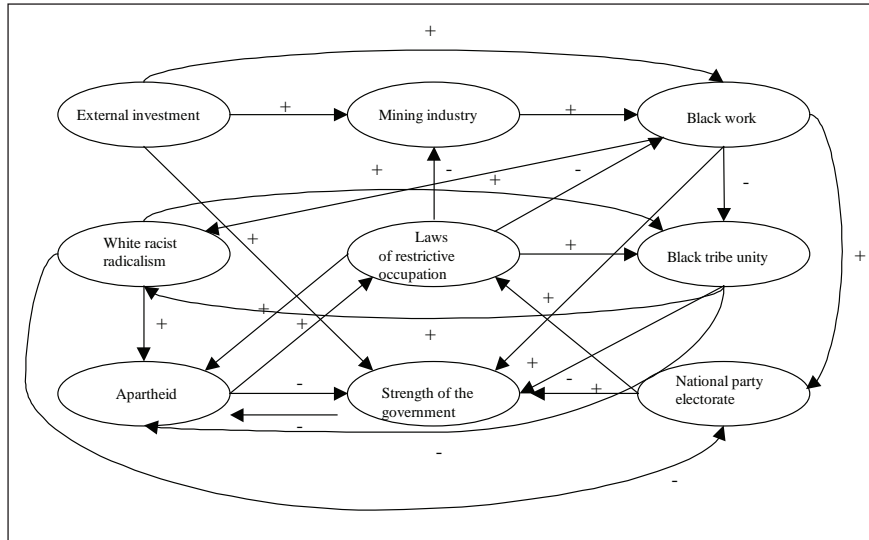 +
External investment
+
Mining industry
+
Black work
+
-
+
-
-
White racist
radicalism
+
Laws
of restrictive
occupation
+
Black tribe unity
+
+
+
+
+
+
+
Apartheid
-
Strength of the
government
-
+
National party
electorate
-
-
-